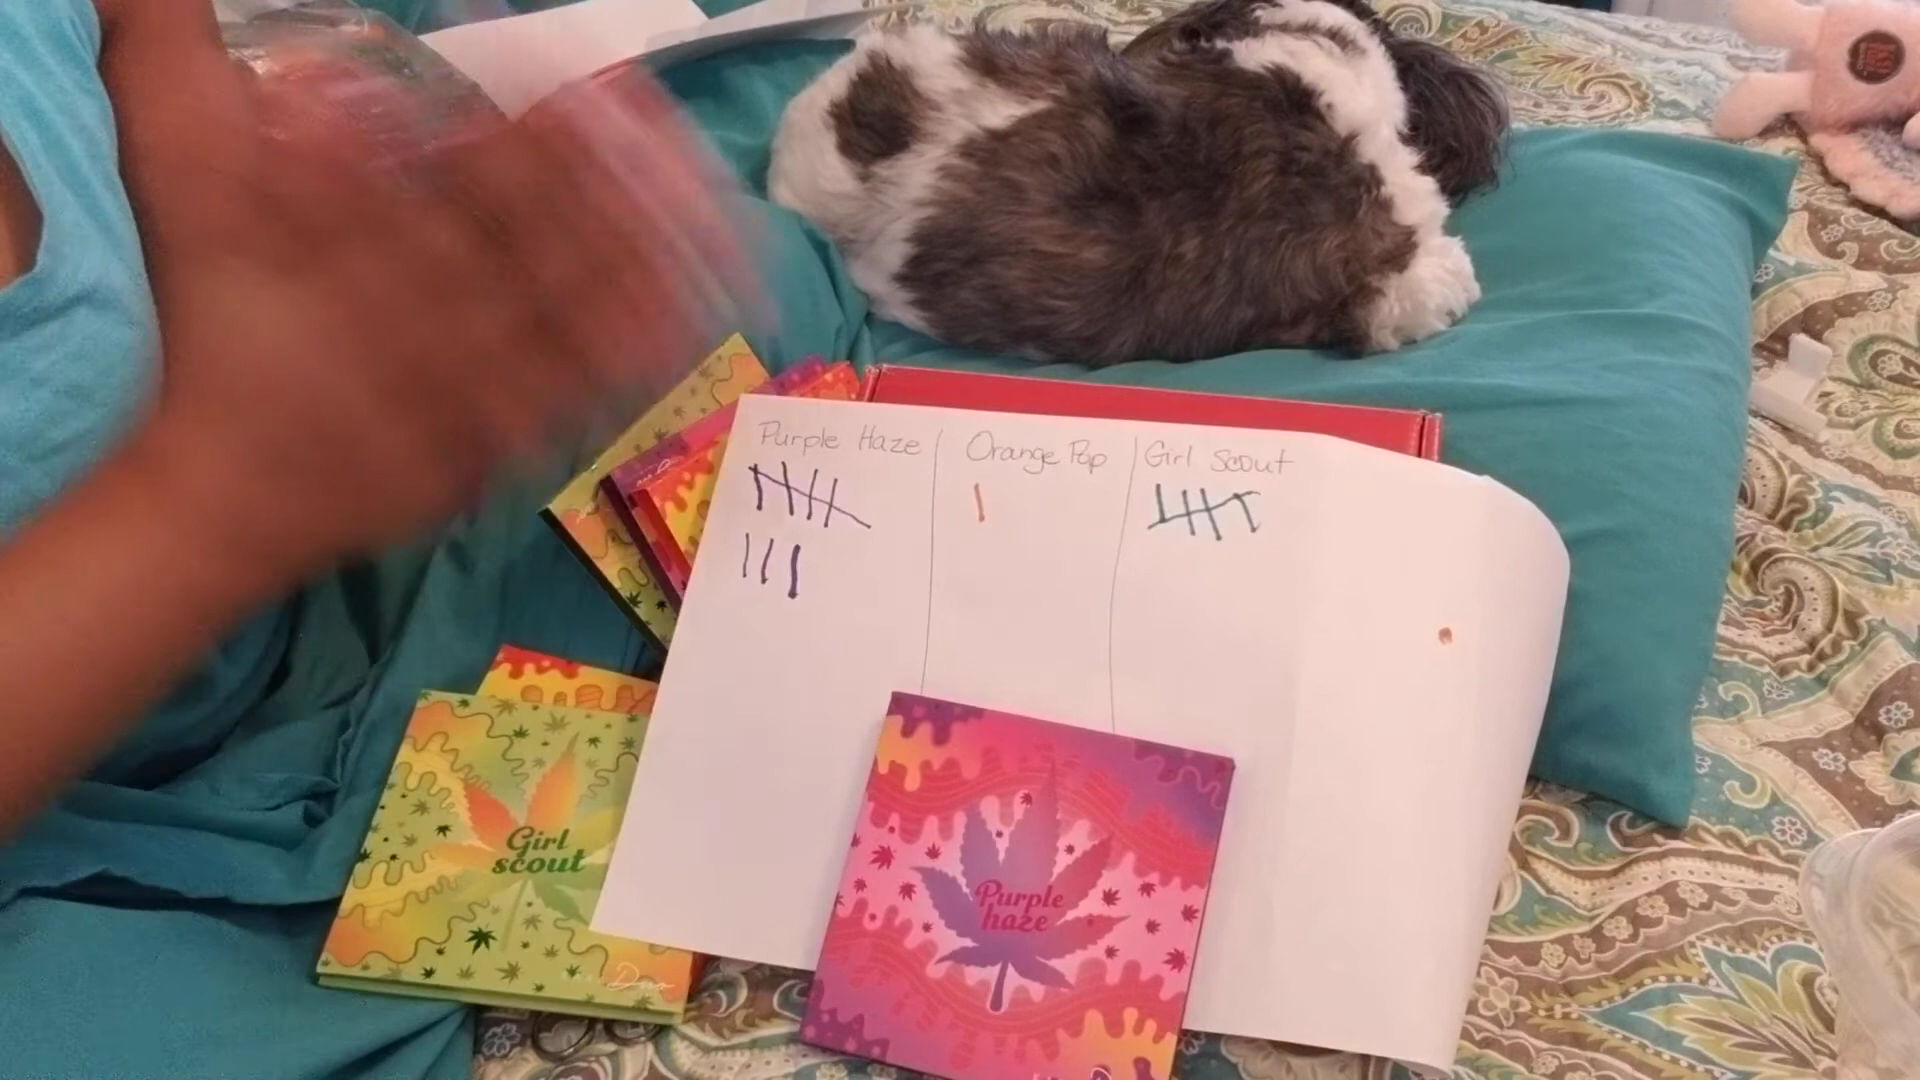 Purple Haze
Orange Pop
Girl Scout
Girl
scout
Purple
haze